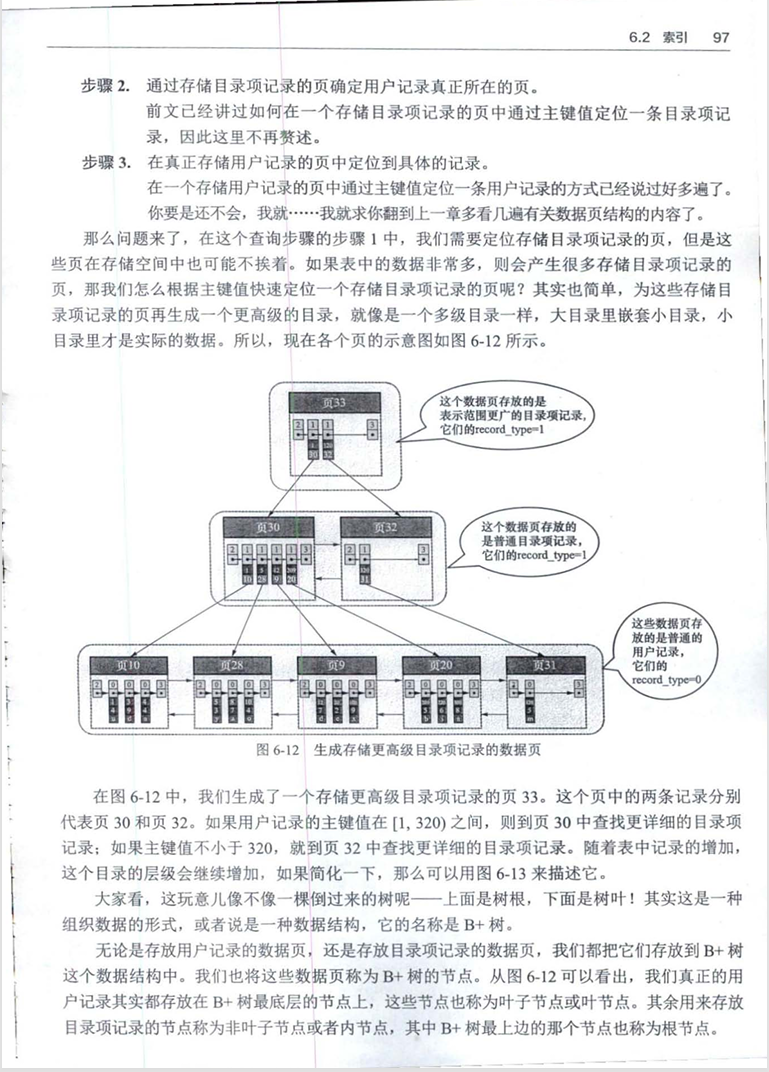 6.2 索引 97
步骤 2. 通过存储目录项记录的页确定用户记录真正所在的页。
前文已经讲过如何在一个存储目录项记录的页中通过主键值定位一条目录项记
录，因此这里不再赘述。
步骤 3. 在真正存储用户记录的页中定位到具体的记录。
在一个存储用户记录的页中通过主键值定位一条用户记录的方式已经说过好多遍了。
你要是还不会，我就……我就求你翻到上一章多看几遍有关数据页结构的内容了。
那么问题来了，在这个查询步骤的步骤 1 中，我们需要定位存储目录项记录的页，但是这
些页在存储空间中也可能不挨着。如果表中的数据非常多，则会产生很多存储目录项记录的
页，那我们怎么根据主键值快速定位一个存储目录项记录的页呢？其实也简单，为这些存储目
录项记录的页再生成一个更高级的目录，就像是一个多级目录一样，大目录里嵌套小目录，小
目录里才是实际的数据。所以，现在各个页的示意图如图 6-12 所示。
页33
2 1 1 3
1 320
30 32
这个数据页存放的是
表示范围更广的目录项记录,
它们的record_type=1
页30
2 1 1 1 1 3
1 5 12 209
10 28 9 20
页32
2 1 3
320
31
这个数据页存放的
是普通目录项记录,
它们的record_type=1
页10
2 0 0 0 3
页28
2 0 0 0 3
页9
2 0 0 0 3
页20
2 0 0 0 3
页31
2 0 3
这些数据页存
放的是普通的
用户记录,
它们的
record_type=0
图 6-12 生成存储更高级目录项记录的数据页
在图 6-12 中，我们生成了一个存储更高级目录项记录的页 33。这个页中的两条记录分别
代表页 30 和页 32。如果用户记录的主键值在 [1, 320) 之间，则到页 30 中查找更详细的目录项
记录；如果主键值不小于 320，就到页 32 中查找更详细的目录项记录。随着表中记录的增加，
这个目录的层级会继续增加，如果简化一下，那么可以用图 6-13 来描述它。
大家看，这玩意儿像不像一棵倒过来的树呢——上面是树根，下面是树叶！其实这是一种
组织数据的形式，或者说是一种数据结构，它的名称是 B+ 树。
无论是存放用户记录的数据页，还是存放目录项记录的数据页，我们都把它们存放到 B+ 树
这个数据结构中。我们也将这些数据页称为 B+ 树的节点。从图 6-12 可以看出，我们真正的用
户记录其实都存放在 B+ 树最底层的节点上，这些节点也称为叶子节点或叶节点。其余用来存放
目录项记录的节点称为非叶子节点或者内节点，其中 B+ 树最上边的那个节点也称为根节点。